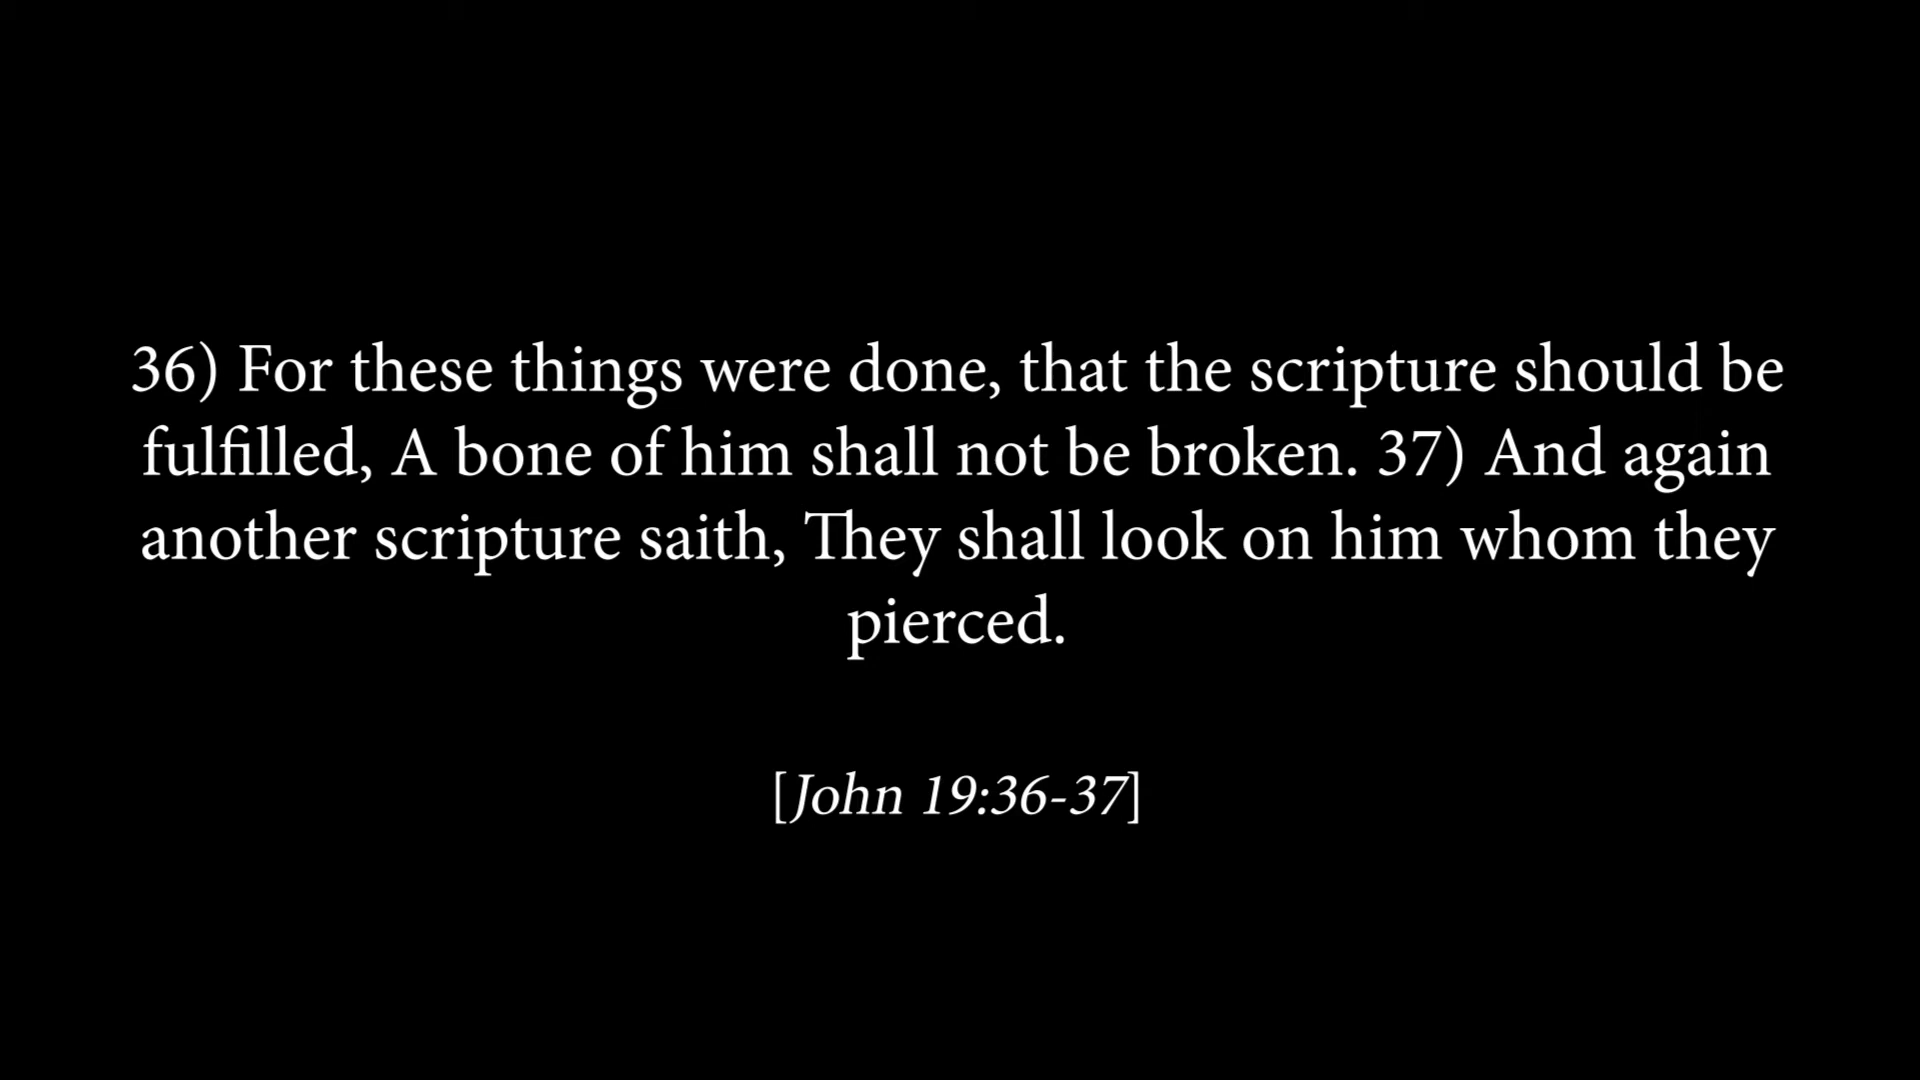 36) For these things were done, that the scripture should be
fulfilled, A bone of him shall not be broken. 37) And again
another scripture saith, They shall look on him whom they
pierced.
[John 19:36-37]